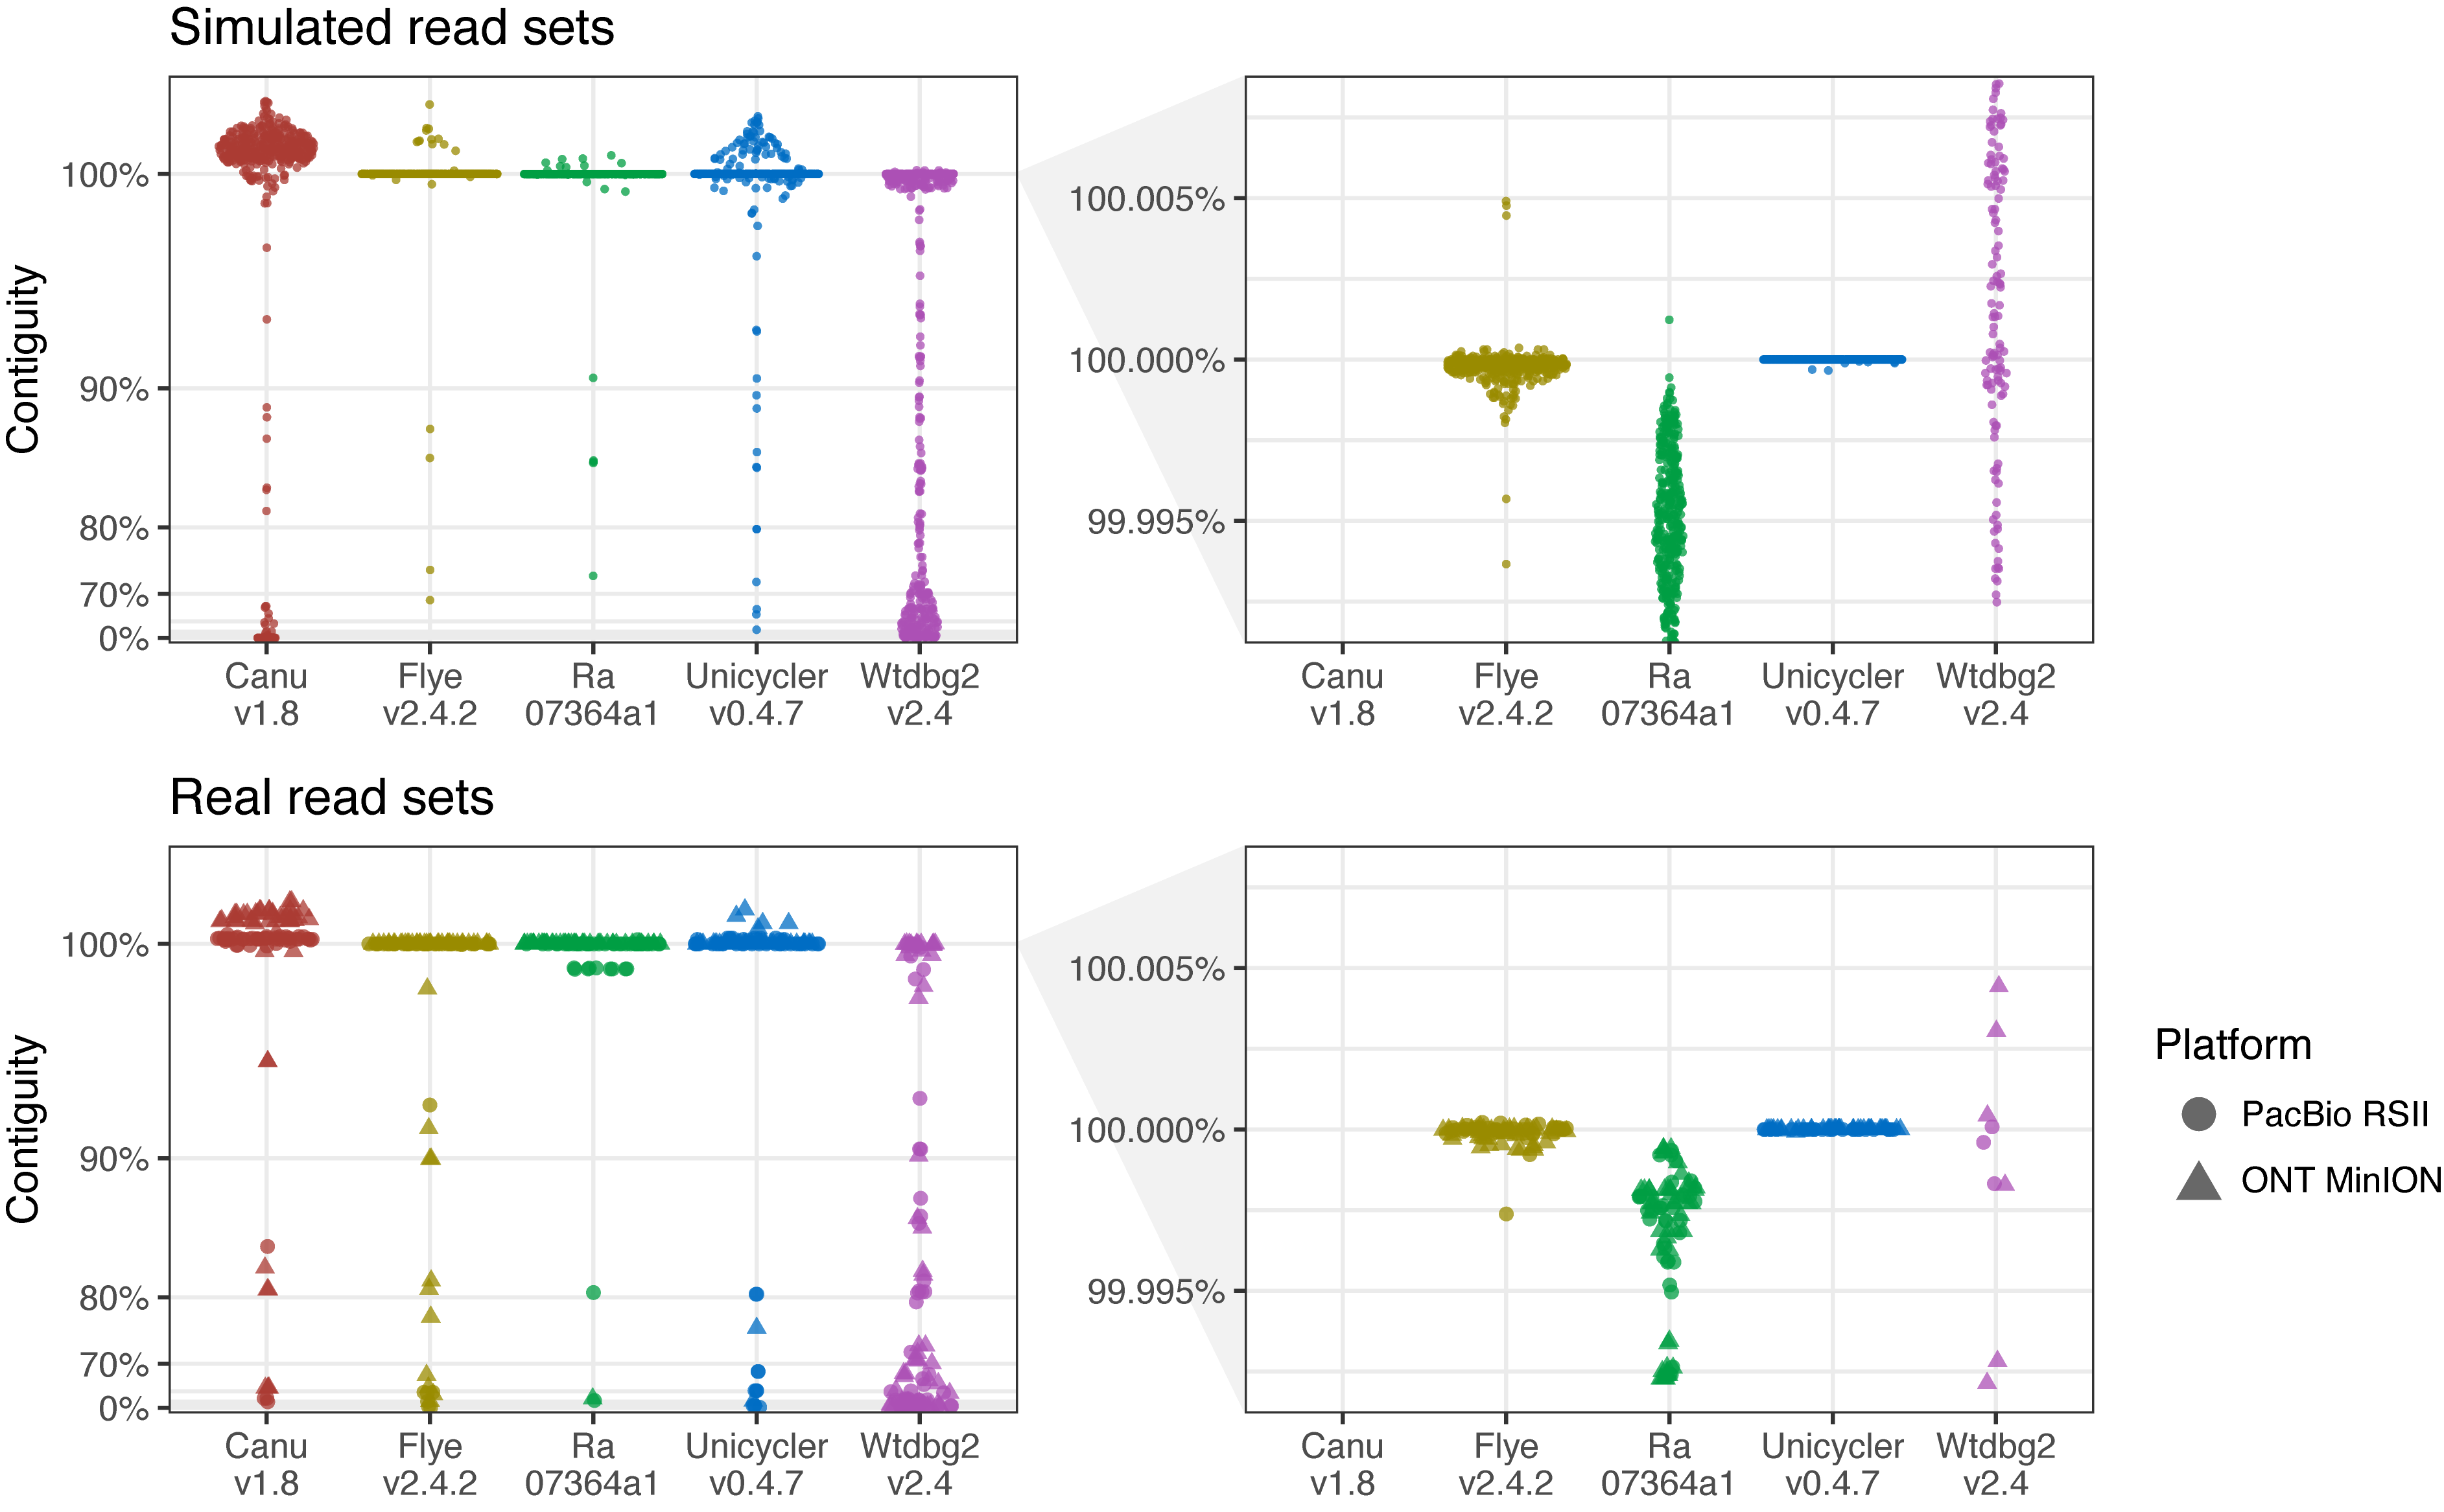 Simulated read sets
Contiguity
100%
90%
80%
70%
0%
Canu
v1.8
Flye
v2.4.2
Ra
07364a1
Unicycler
v0.4.7
Wtdbg2
v2.4
100.005%
100.000%
99.995%
Canu
v1.8
Flye
v2.4.2
Ra
07364a1
Unicycler
v0.4.7
Wtdbg2
v2.4
Real read sets
Contiguity
100%
90%
80%
70%
0%
Canu
v1.8
Flye
v2.4.2
Ra
07364a1
Unicycler
v0.4.7
Wtdbg2
v2.4
100.005%
100.000%
99.995%
Canu
v1.8
Flye
v2.4.2
Ra
07364a1
Unicycler
v0.4.7
Wtdbg2
v2.4
Platform
PacBio RSII
ONT MinION